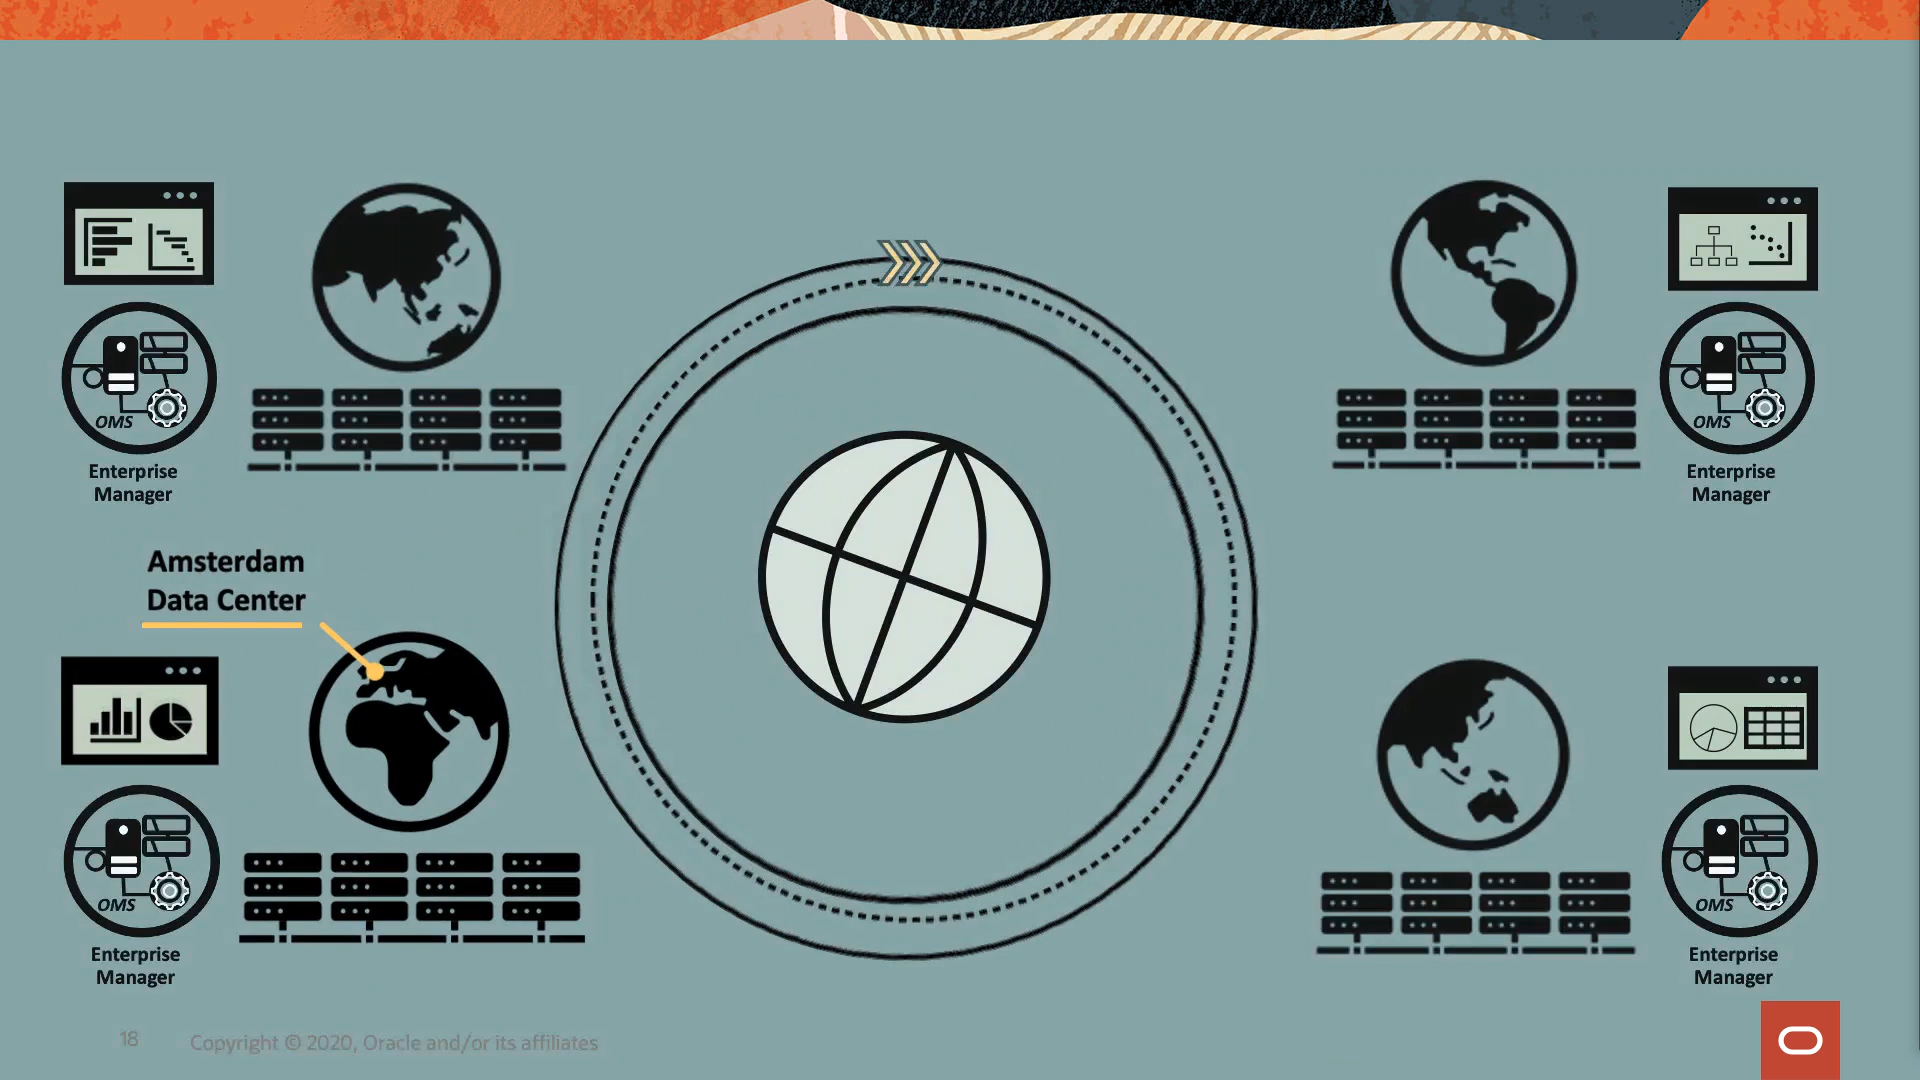 OMS
Enterprise
Manager
OMS
Enterprise
Manager
Amsterdam
Data Center
OMS
Enterprise
Manager
OMS
Enterprise
Manager
18
Copyright © 2020, Oracle and/or its affiliates